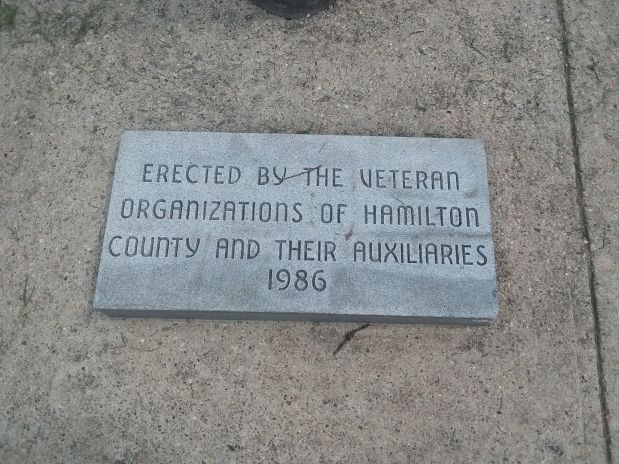 ERECTED BY THE VETERAN
ORGANIZATIONS OF HAMILTON
COUNTY AND THEIR AUXILIARIES
1986